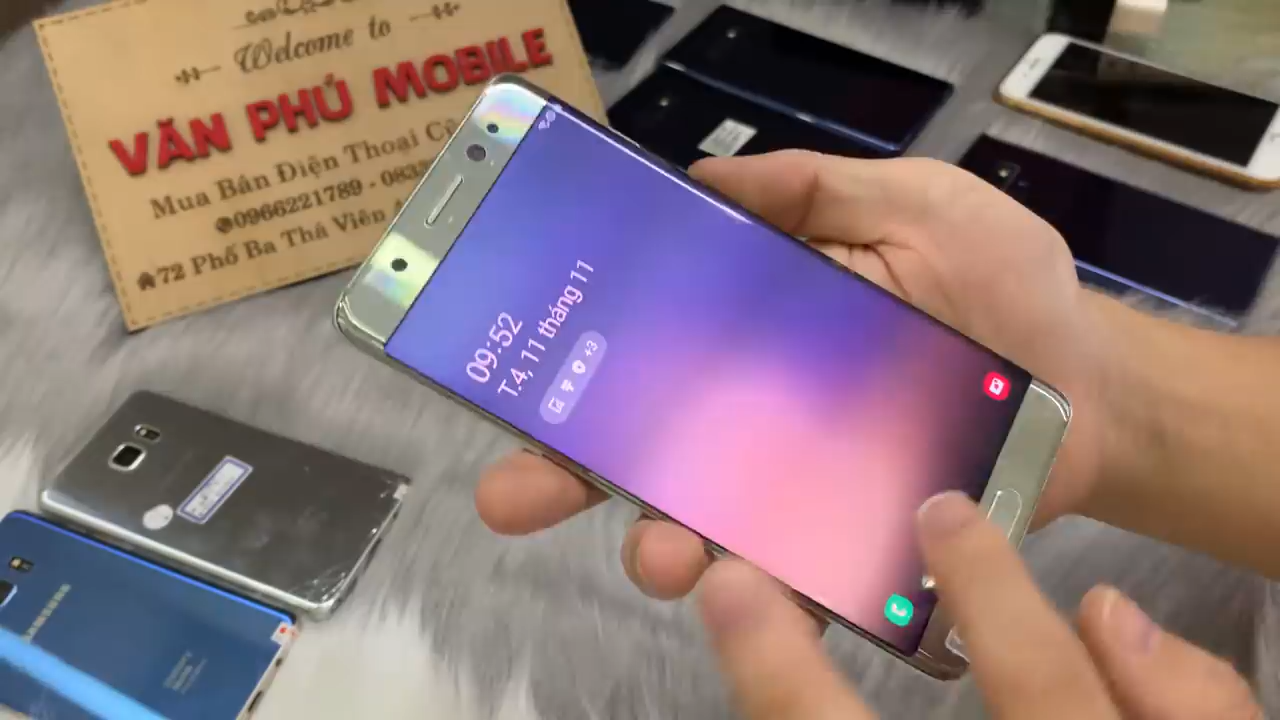 Welcome to
VĂN PHÚ MOBILE
Mua Bán Điện Thoại
0966221789 -
72 Phố Ba Thá Viên
09:52
T.4, 11 tháng 11
+3